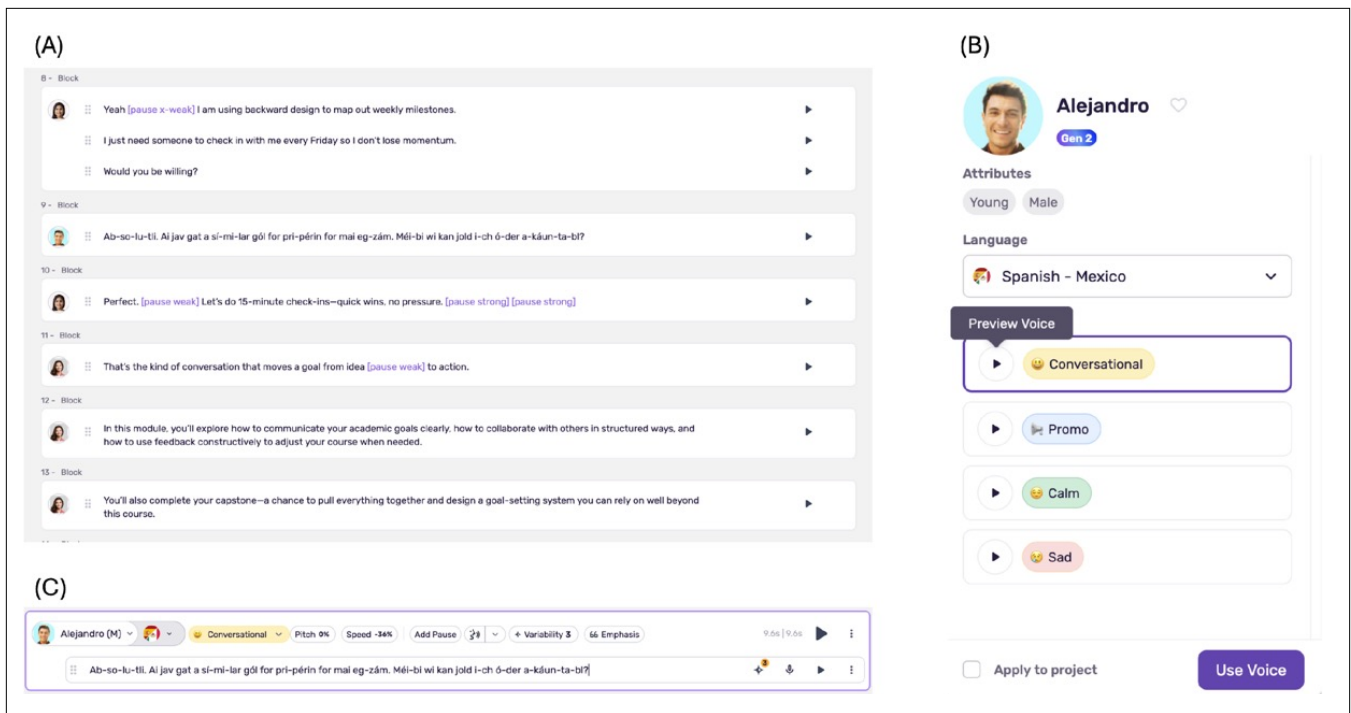 (A)
8 - Block
Yeah [pause x-weak] I am using backward design to map out weekly milestones.
I just need someone to check in with me every Friday so I don't lose momentum.
Would you be willing?
9 - Block
Ab-so-lu-tli. Ai jav gat a sí-mi-lar gól for pri-périn for mai eg-zám. Méi-bi wi kan jold i-ch ó-der a-káun-ta-bl?
10 - Block
Perfect. [pause weak] Let's do 15-minute check-ins—quick wins, no pressure. [pause strong] [pause strong]
11 - Block
That's the kind of conversation that moves a goal from idea [pause weak] to action.
12 - Block
In this module, you'll explore how to communicate your academic goals clearly, how to collaborate with others in structured ways, and
how to use feedback constructively to adjust your course when needed.
13 - Block
You'll also complete your capstone—a chance to pull everything together and design a goal-setting system you can rely on well beyond
this course.
(B)
Alejandro
Gen 2
Attributes
Young Male
Language
Spanish - Mexico
Preview Voice
Conversational
Promo
Calm
Sad
Apply to project
Use Voice
(C)
Alejandro (M) Conversational Pitch 0% Speed -36% Add Pause + Variability 3 Emphasis 9.6s | 9.6s
Ab-so-lu-tli. Ai jav gat a sí-mi-lar gól for pri-périn for mai eg-zám. Méi-bi wi kan jold i-ch ó-der a-káun-ta-bl?
3